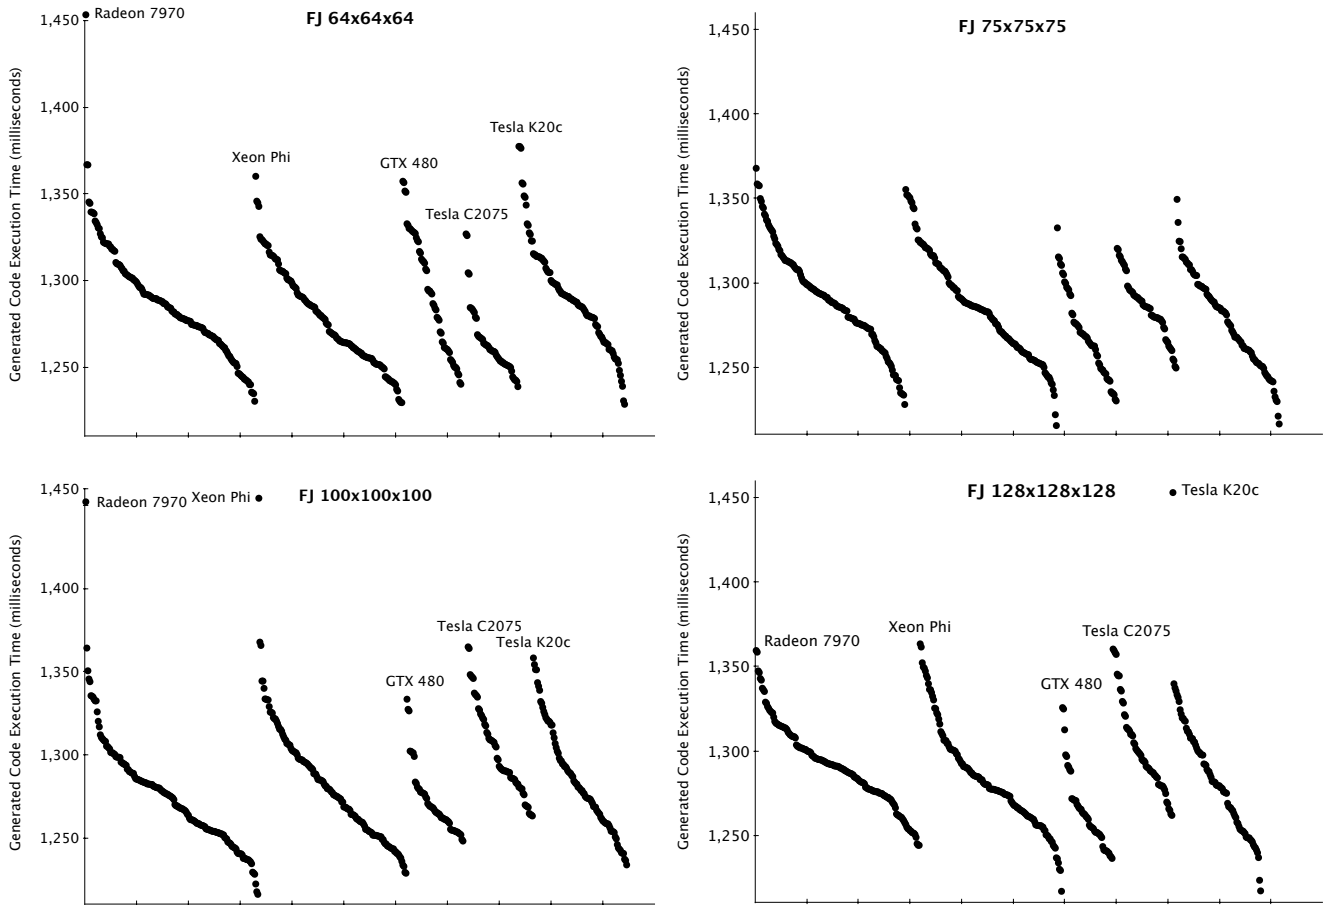 FJ 64x64x64
Generated Code Execution Time (milliseconds)
1,450
1,400
1,350
1,300
1,250
Radeon 7970
Xeon Phi
GTX 480
Tesla C2075
Tesla K20c
FJ 75x75x75
Generated Code Execution Time (milliseconds)
1,450
1,400
1,350
1,300
1,250
FJ 100x100x100
Generated Code Execution Time (milliseconds)
1,450
1,400
1,350
1,300
1,250
Radeon 7970
Xeon Phi
GTX 480
Tesla C2075
Tesla K20c
FJ 128x128x128
Generated Code Execution Time (milliseconds)
1,450
1,400
1,350
1,300
1,250
Radeon 7970
Xeon Phi
GTX 480
Tesla C2075
Tesla K20c